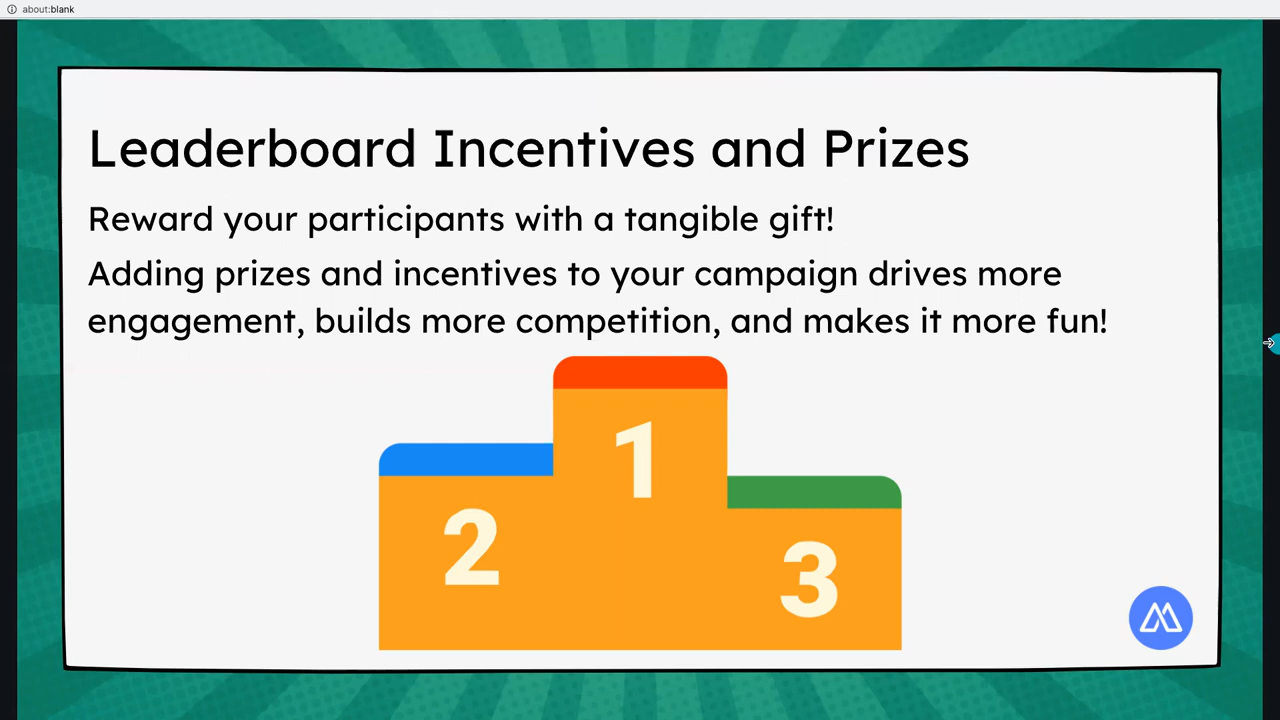 about:blank
Leaderboard Incentives and Prizes
Reward your participants with a tangible gift!
Adding prizes and incentives to your campaign drives more
engagement, builds more competition, and makes it more fun!
1
2
3